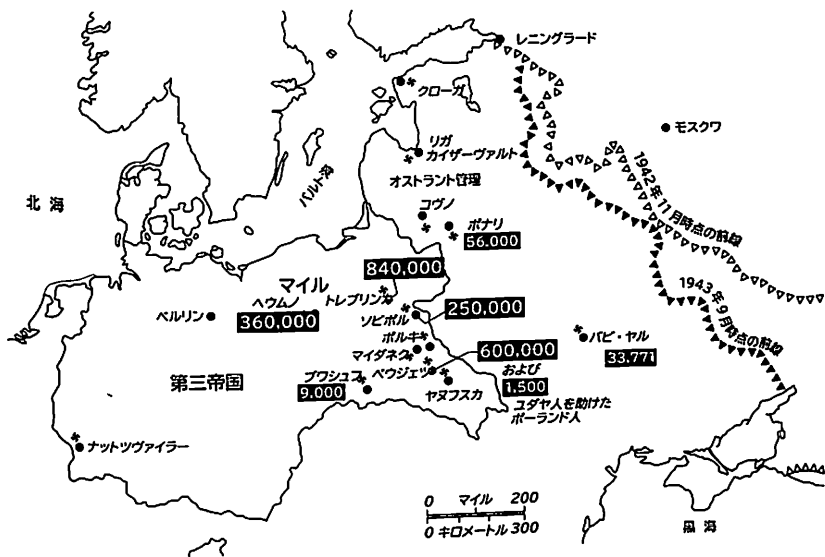 レニングラード
クローガ
モスクワ
リガ
カイザーヴァルト
オストラント管理
北海
バルト海
コヴノ
ポナリ
56.000
1942年11月時点の前線
1943年9月時点の前線
840,000
マイル
ヘウムノ
トレブリンカ
ベルリン
360,000
ソビボル
250,000
ポルキ
マイダネク
600,000
ベウジェツ
および
1.500
ユダヤ人を助けた
ポーランド人
バビ・ヤル
33.771
第三帝国
プワシュフ
9.000
ヤヌフスカ
ナットツヴァイラー
0 マイル 200
0 キロメートル 300
黒海